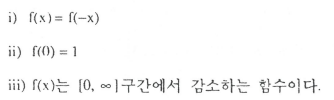 i) f(x) = f(-x)
ii) f(0) = 1
iii) f(x)는 [0, ∞]구간에서 감소하는 함수이다.